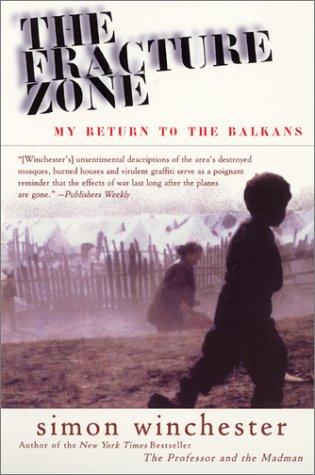 THE
FRACTURE
ZONE
MY RETURN TO THE BALKANS
“[Winchester's] unsentimental descriptions of the area's destroyed
mosques, burned houses and virulent graffiti serve as a poignant
reminder that the effects of war last long after the planes
are gone.” —Publishers Weekly
simon winchester
Author of the New York Times Bestseller
The Professor and the Madman